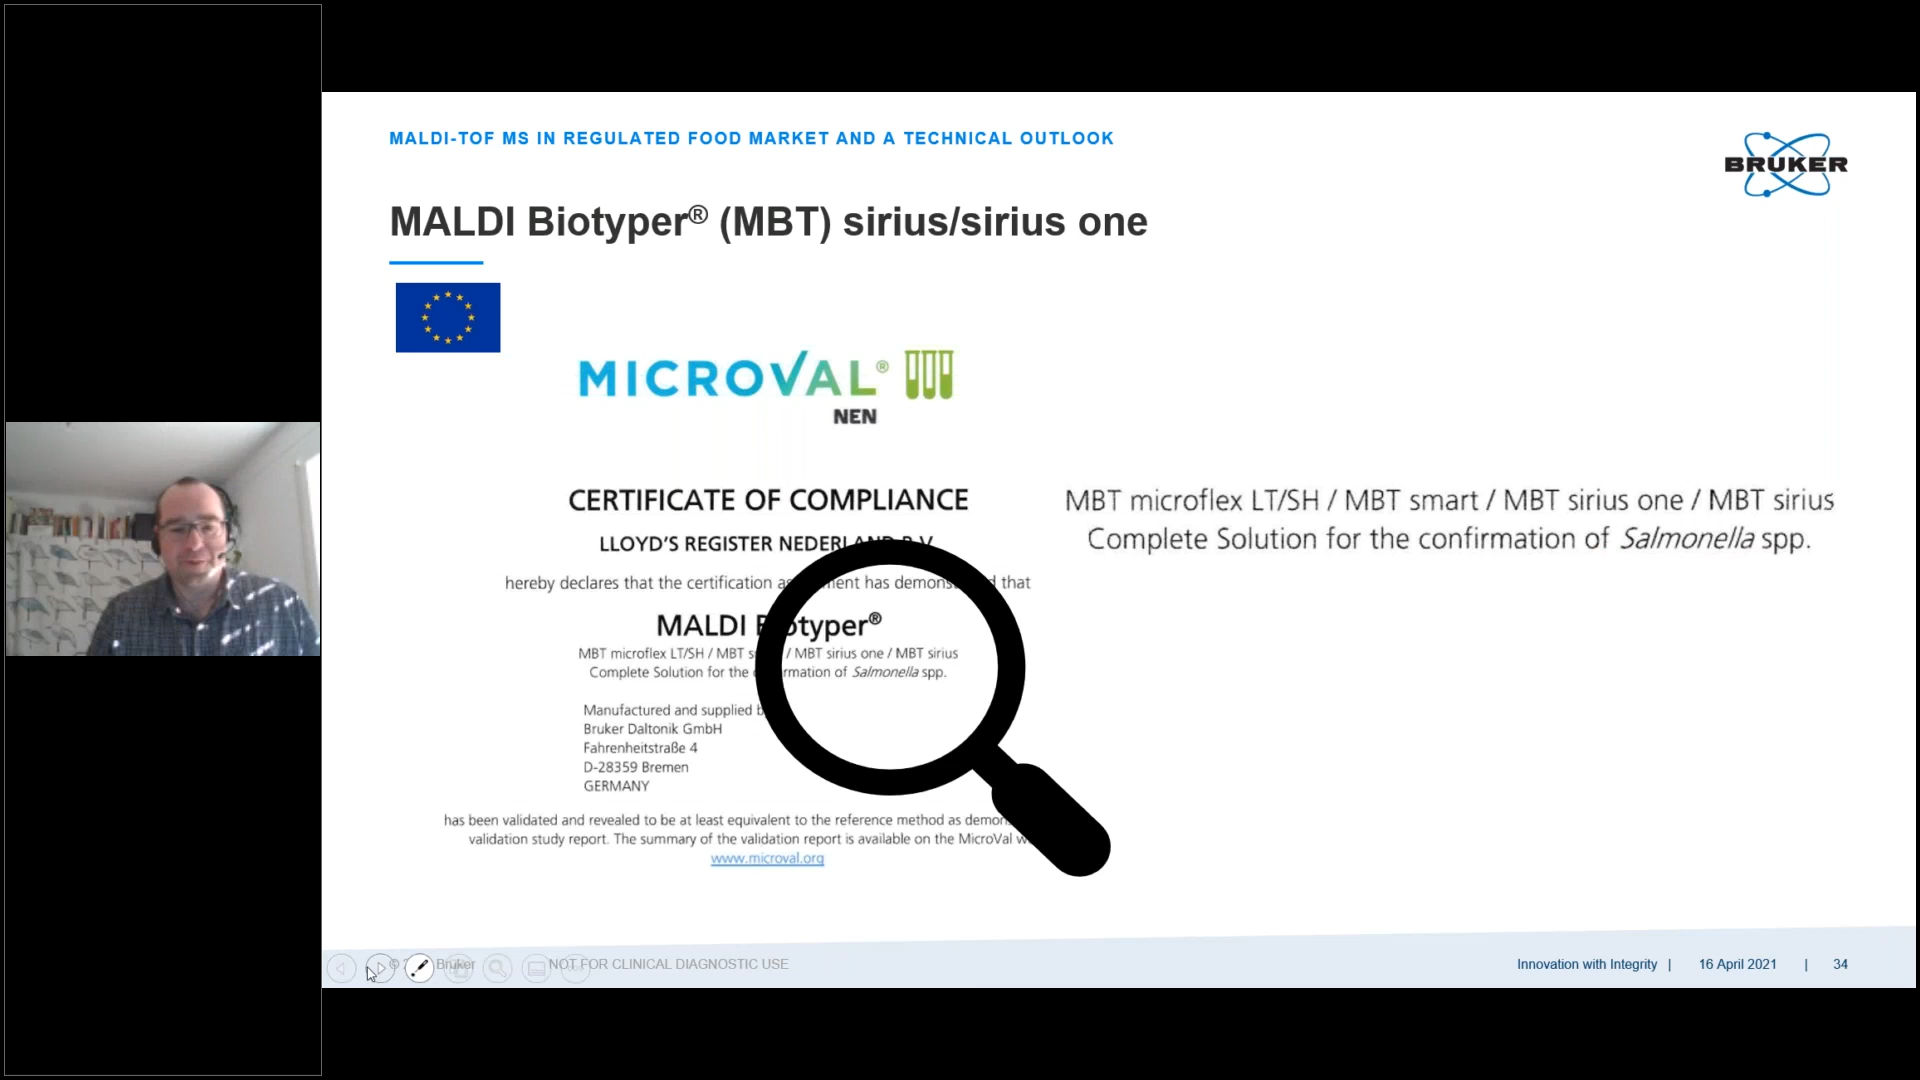 MALDI-TOF MS IN REGULATED FOOD MARKET AND A TECHNICAL OUTLOOK
BRUKER
MALDI Biotyper® (MBT) sirius/sirius one
MICROVAL®
NEN
CERTIFICATE OF COMPLIANCE
LLOYD'S REGISTER NEDERLAND B.V.
hereby declares that the certification has that
MALDI Biotyper®
MBT microflex LT/SH / MBT / MBT sirius one / MBT sirius
Complete Solution for the confirmation of Salmonella spp.
Manufactured and supplied
Bruker Daltonik GmbH
Fahrenheitstraße 4
D-28359 Bremen
GERMANY
has been validated and revealed to be at least equivalent to the reference method as
validation study report. The summary of the validation report is available on the MicroVal
www.microval.org
MBT microflex LT/SH / MBT smart / MBT sirius one / MBT sirius
Complete Solution for the confirmation of Salmonella spp.
© Bruker
NOT FOR CLINICAL DIAGNOSTIC USE
Innovation with Integrity | 16 April 2021 | 34